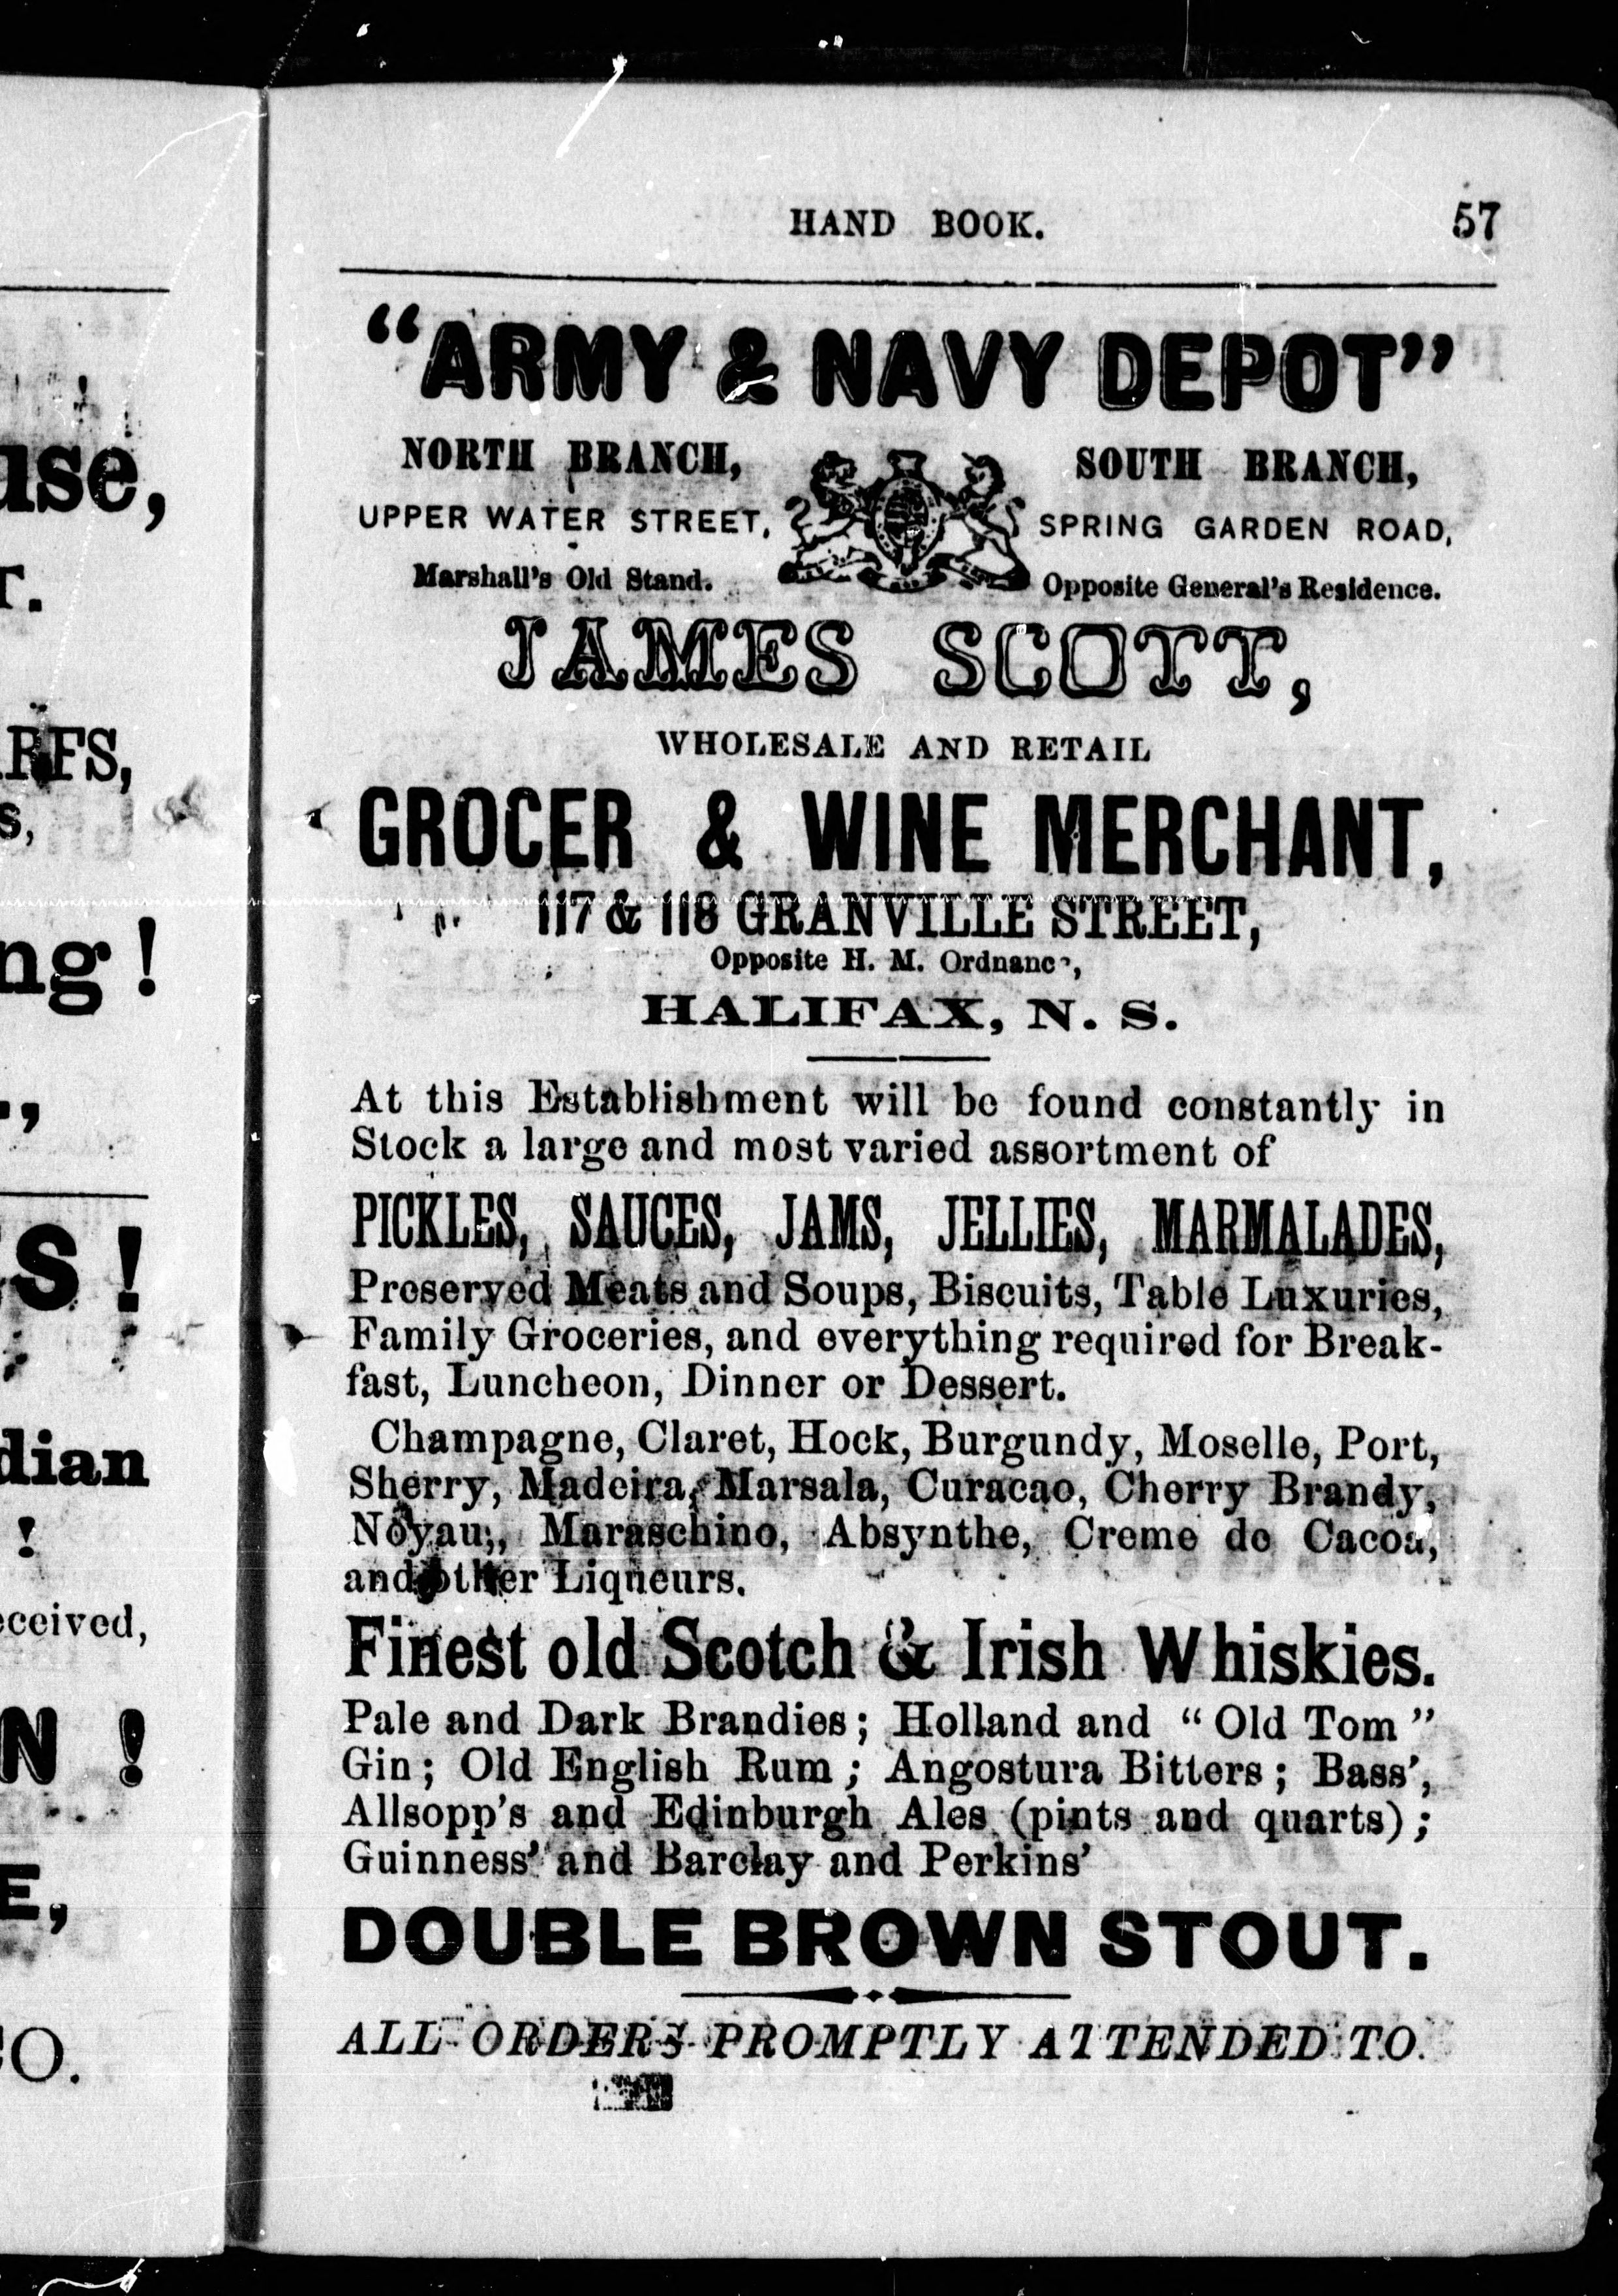 HAND BOOK. 57
"ARMY & NAVY DEPOT"
NORTH BRANCH,
UPPER WATER STREET,
Marshall's Old Stand.
SOUTH BRANCH,
SPRING GARDEN ROAD,
Opposite General's Residence.
JAMES SCOTT,
WHOLESALE AND RETAIL
GROCER & WINE MERCHANT,
117 & 118 GRANVILLE STREET,
Opposite H. M. Ordnance,
HALIFAX, N. S.
At this Establishment will be found constantly in
Stock a large and most varied assortment of
PICKLES, SAUCES, JAMS, JELLIES, MARMALADES,
Preserved Meats and Soups, Biscuits, Table Luxuries,
Family Groceries, and everything required for Break-
fast, Luncheon, Dinner or Dessert.
Champagne, Claret, Hock, Burgundy, Moselle, Port,
Sherry, Madeira, Marsala, Curacao, Cherry Brandy,
Noyau, Maraschino, Absynthe, Creme de Cacoa,
and other Liqueurs.
Finest old Scotch & Irish Whiskies.
Pale and Dark Brandies; Holland and "Old Tom"
Gin; Old English Rum; Angostura Bitters; Bass',
Allsopp's and Edinburgh Ales (pints and quarts);
Guinness' and Barclay and Perkins'
DOUBLE BROWN STOUT.
ALL ORDERS PROMPTLY ATTENDED TO.